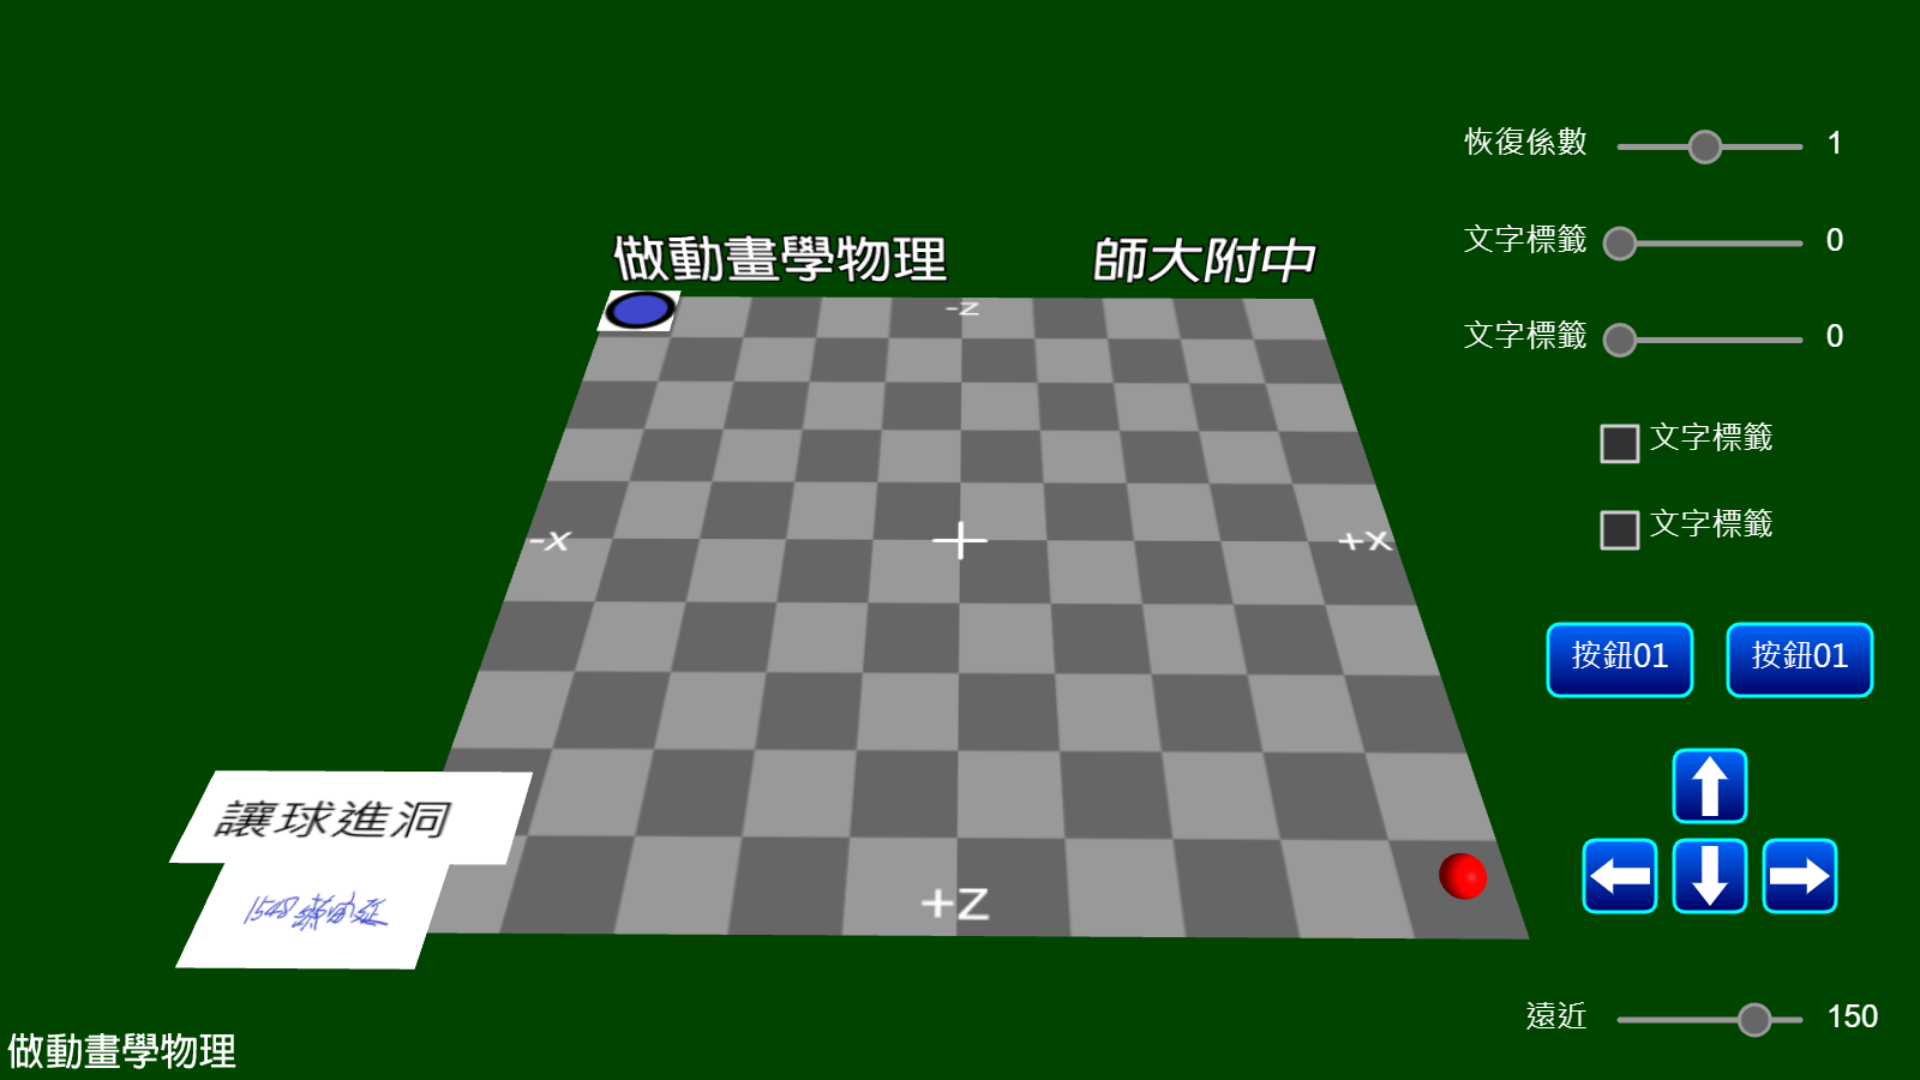 恢復係數 1
文字標籤 0
做動畫學物理 師大附中
-z
文字標籤 0
文字標籤
文字標籤
-x +x
按鈕01 按鈕01
讓球進洞
+z
1548
遠近 150
做動畫學物理